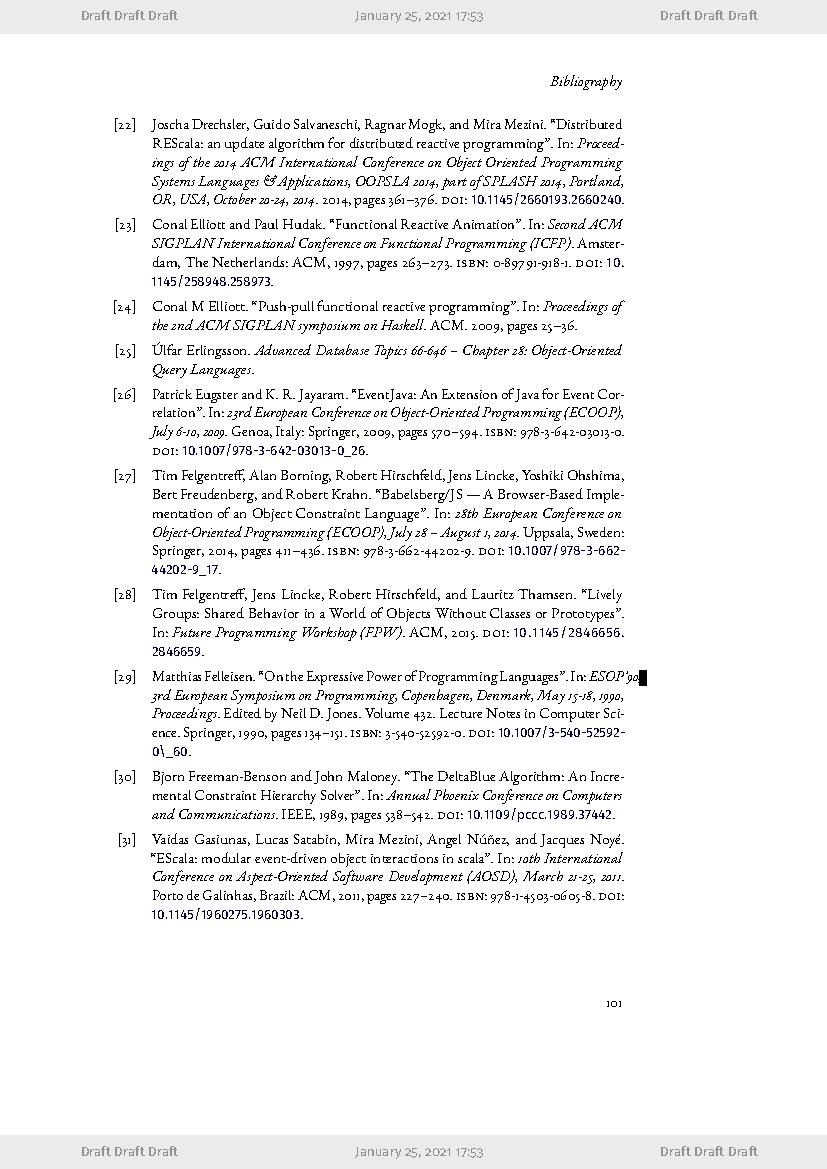 Draft Draft Draft January 25, 2021 17:53 Draft Draft Draft
Bibliography
[22] Joscha Drechsler, Guido Salvaneschi, Ragnar Mogk, and Mira Mezini. “Distributed
REScala: an update algorithm for distributed reactive programming”. In: Proceed-
ings of the 2014 ACM International Conference on Object Oriented Programming
Systems Languages & Applications, OOPSLA 2014, part of SPLASH 2014, Portland,
OR, USA, October 20-24, 2014. 2014, pages 361–376. DOI: 10.1145/2660193.2660240.
[23] Conal Elliott and Paul Hudak. “Functional Reactive Animation”. In: Second ACM
SIGPLAN International Conference on Functional Programming (ICFP). Amster-
dam, The Netherlands: ACM, 1997, pages 263–273. ISBN: 0-89791-918-1. DOI: 10.
1145/258948.258973.
[24] Conal M Elliott. “Push-pull functional reactive programming”. In: Proceedings of
the 2nd ACM SIGPLAN symposium on Haskell. ACM. 2009, pages 25–36.
[25] Úlfar Erlingsson. Advanced Database Topics 66-646 – Chapter 28: Object-Oriented
Query Languages.
[26] Patrick Eugster and K. R. Jayaram. “EventJava: An Extension of Java for Event Cor-
relation”. In: 23rd European Conference on Object-Oriented Programming (ECOOP),
July 6-10, 2009. Genoa, Italy: Springer, 2009, pages 570–594. ISBN: 978-3-642-03013-0.
DOI: 10.1007/978-3-642-03013-0_26.
[27] Tim Felgentreff, Alan Borning, Robert Hirschfeld, Jens Lincke, Yoshiki Ohshima,
Bert Freudenberg, and Robert Krahn. “Babelsberg/JS — A Browser-Based Imple-
mentation of an Object Constraint Language”. In: 28th European Conference on
Object-Oriented Programming (ECOOP), July 28 – August 1, 2014. Uppsala, Sweden:
Springer, 2014, pages 411–436. ISBN: 978-3-662-44202-9. DOI: 10.1007/978-3-662-
44202-9_17.
[28] Tim Felgentreff, Jens Lincke, Robert Hirschfeld, and Lauritz Thamsen. “Lively
Groups: Shared Behavior in a World of Objects Without Classes or Prototypes”.
In: Future Programming Workshop (FPW). ACM, 2015. DOI: 10.1145/2846656.
2846659.
[29] Matthias Felleisen. “On the Expressive Power of Programming Languages”. In: ESOP’90,
3rd European Symposium on Programming, Copenhagen, Denmark, May 15-18, 1990,
Proceedings. Edited by Neil D. Jones. Volume 432. Lecture Notes in Computer Sci-
ence. Springer, 1990, pages 134–151. ISBN: 3-540-52592-0. DOI: 10.1007/3-540-52592-
0\_60.
[30] Bjorn Freeman-Benson and John Maloney. “The DeltaBlue Algorithm: An Incre-
mental Constraint Hierarchy Solver”. In: Annual Phoenix Conference on Computers
and Communications. IEEE, 1989, pages 538–542. DOI: 10.1109/pccc.1989.37442.
[31] Vaidas Gasiunas, Lucas Satabin, Mira Mezini, Angel Núñez, and Jacques Noyé.
“EScala: modular event-driven object interactions in scala”. In: 10th International
Conference on Aspect-Oriented Software Development (AOSD), March 21-25, 2011.
Porto de Galinhas, Brazil: ACM, 2011, pages 227–240. ISBN: 978-1-4503-0605-8. DOI:
10.1145/1960275.1960303.
101
Draft Draft Draft January 25, 2021 17:53 Draft Draft Draft